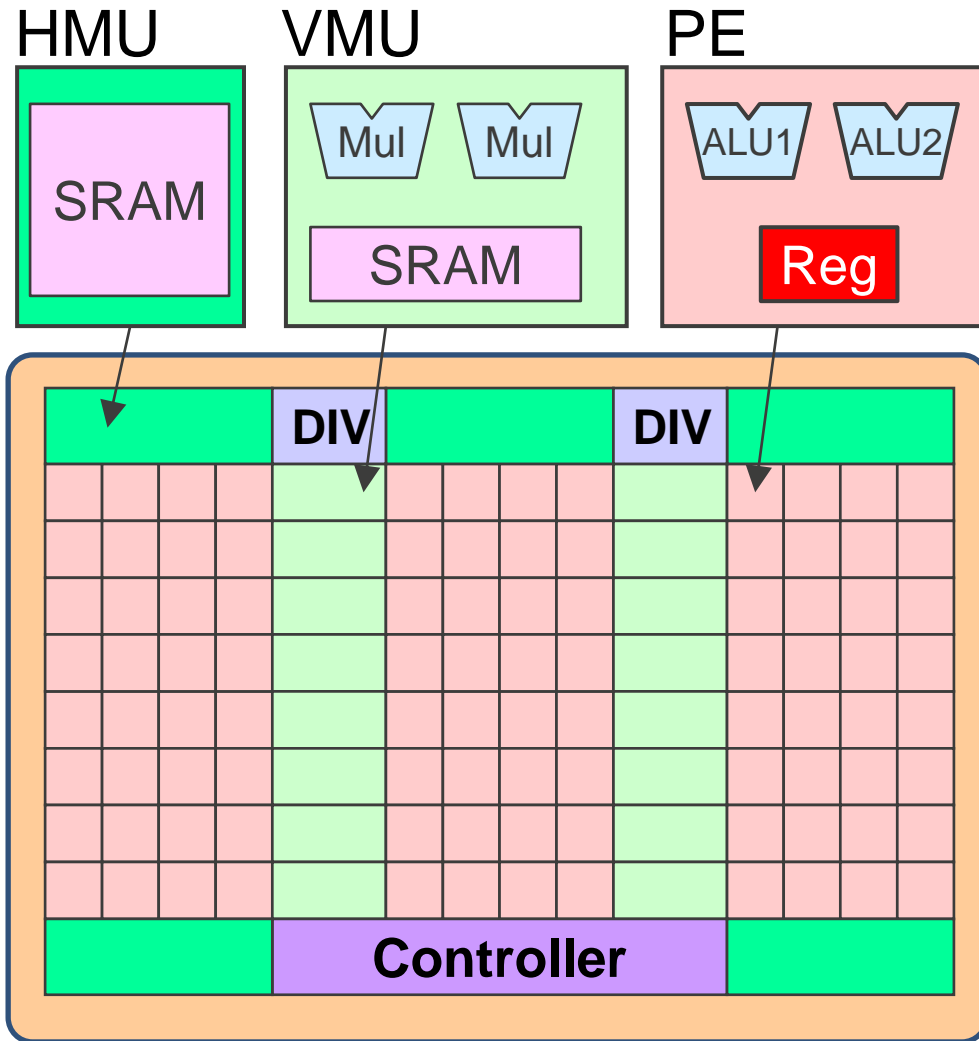 HMU VMU PE
SRAM
Mul Mul
SRAM
ALU1 ALU2
Reg
DIV DIV
Controller